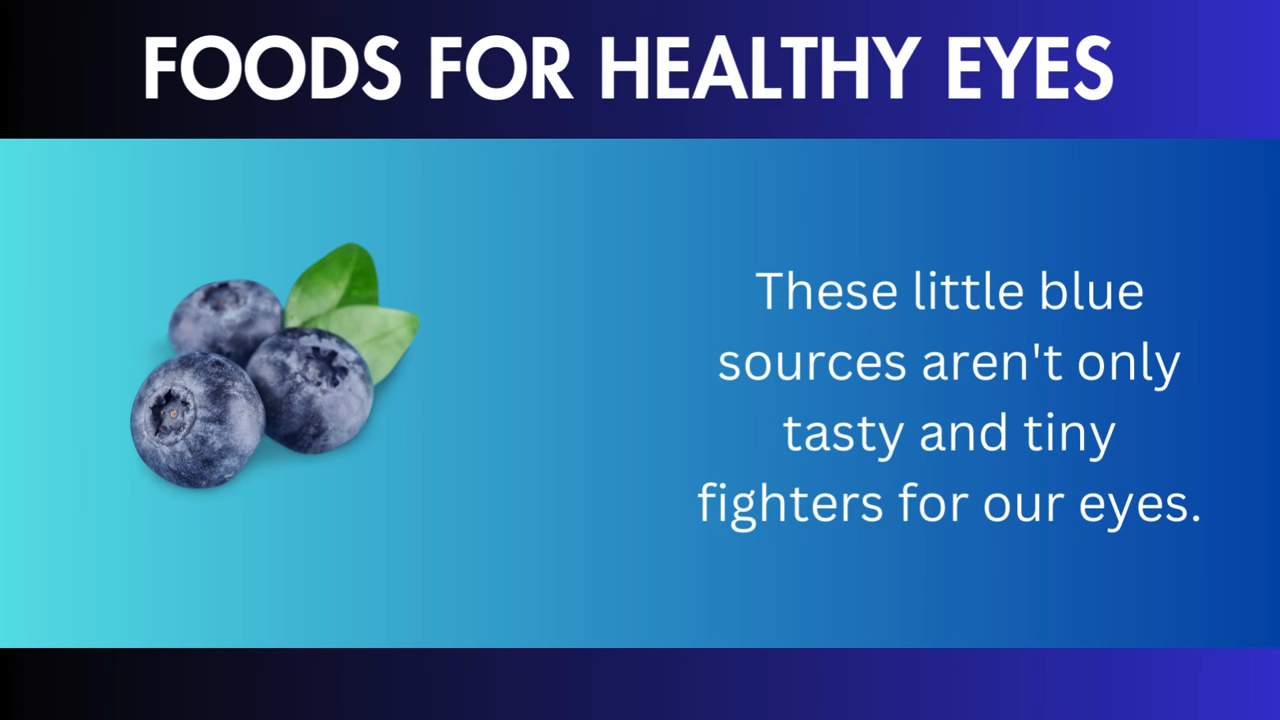 FOODS FOR HEALTHY EYES
These little blue
sources aren't only
tasty and tiny
fighters for our eyes.